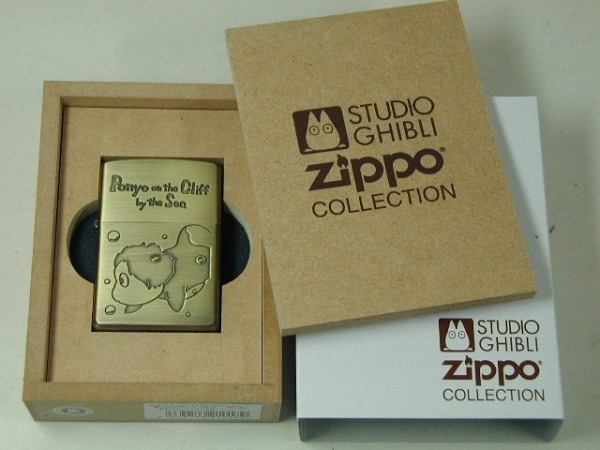 Ponyo on the Cliff
by the Sea
STUDIO
GHIBLI
Zippo®
COLLECTION
STUDIO
GHIBLI
Zippo®
COLLECTION